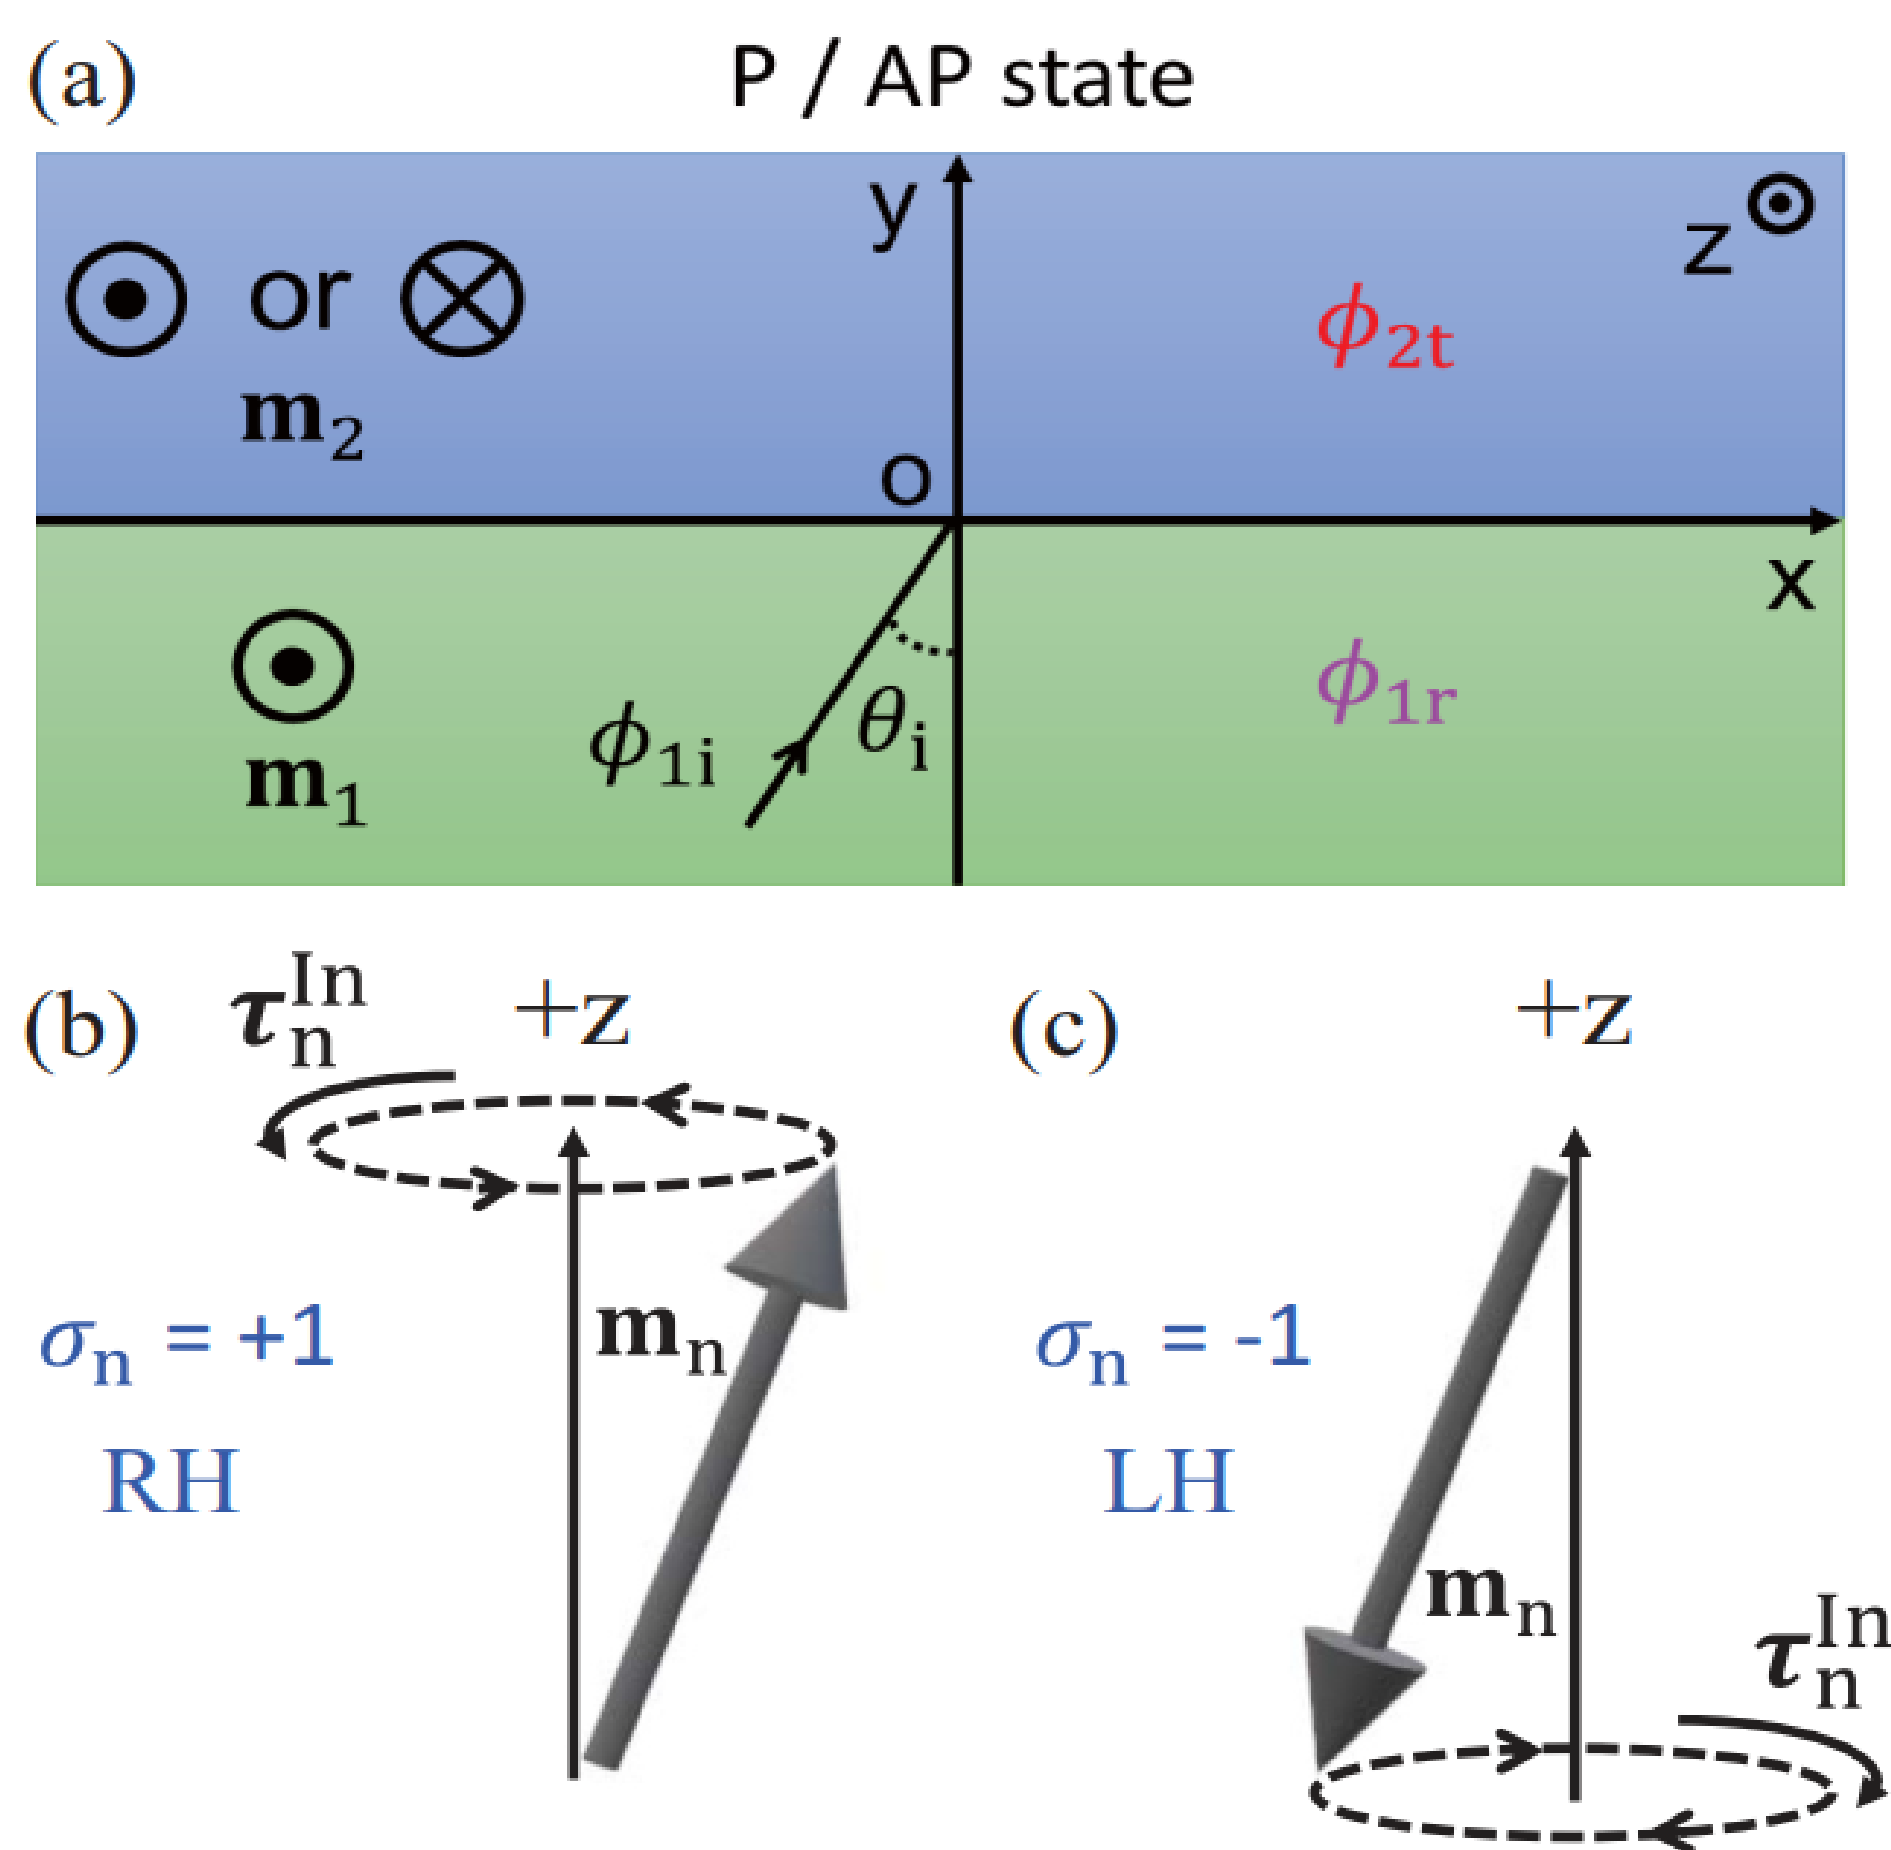 (a)
P / AP state
y
z
or
m₂
ϕ₂ₜ
o
x
m₁
ϕ₁ᵢ
θᵢ
ϕ₁ᵣ
(b)
τₙᴵⁿ
+z
mₙ
σₙ = +1
RH
(c)
+z
σₙ = -1
LH
mₙ
τₙᴵⁿ